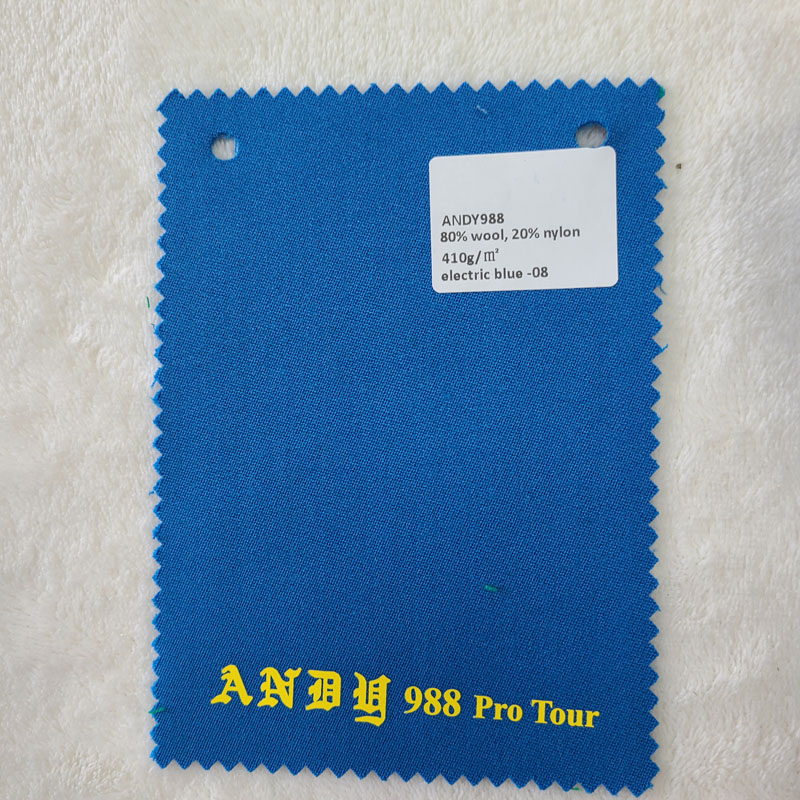 ANDY988
80% wool, 20% nylon
410g/㎡
electric blue -08
ANDY 988 Pro Tour